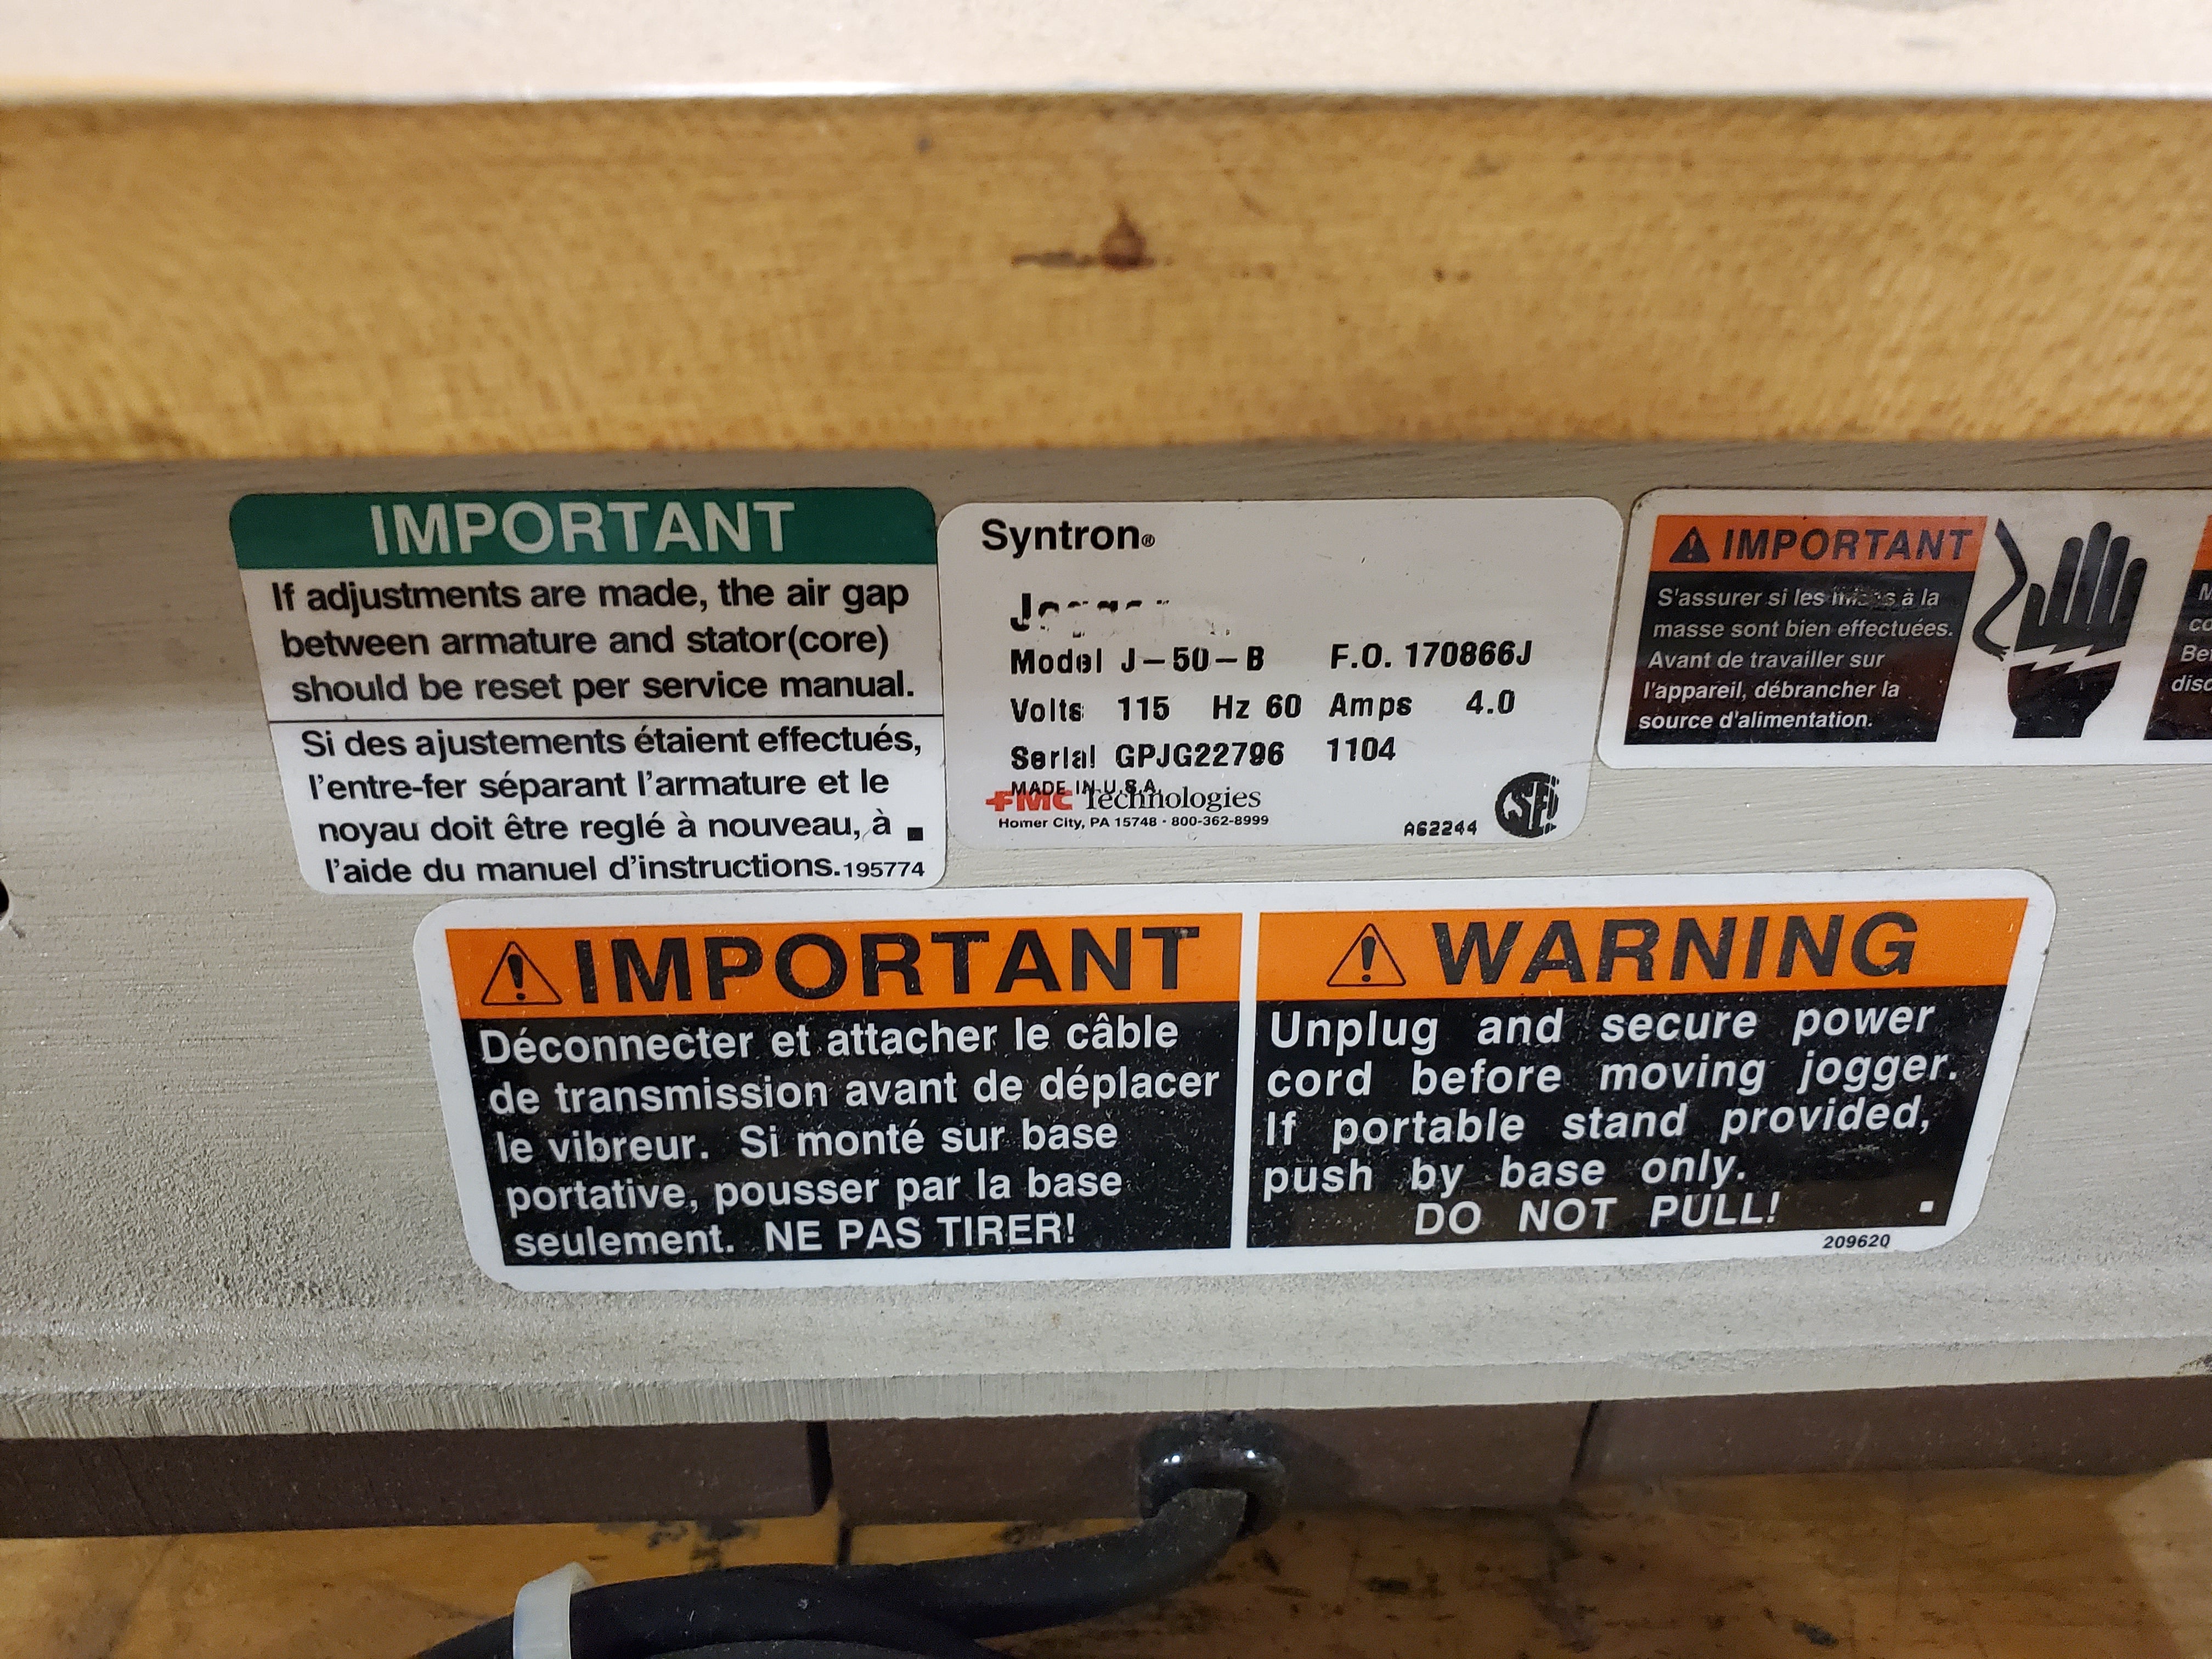 IMPORTANT
If adjustments are made, the air gap
between armature and stator(core)
should be reset per service manual.
Si des ajustements étaient effectués,
l'entre-fer séparant l'armature et le
noyau doit être reglé à nouveau, à
l'aide du manuel d'instructions. 195774
Syntron®
Model J-50-B F.O. 170866J
Volts 115 Hz 60 Amps 4.0
Serial GPJG22796 1104
MADE IN U.S.A.
FMC Technologies
Homer City, PA 15748 · 800-362-8999
A62244
IMPORTANT
S'assurer si les à la
masse sont bien effectuées.
Avant de travailler sur
l'appareil, débrancher la
source d'alimentation.
IMPORTANT
Déconnecter et attacher le câble
de transmission avant de déplacer
le vibreur. Si monté sur base
portative, pousser par la base
seulement. NE PAS TIRER!
WARNING
Unplug and secure power
cord before moving jogger.
If portable stand provided,
push by base only.
DO NOT PULL!
209620